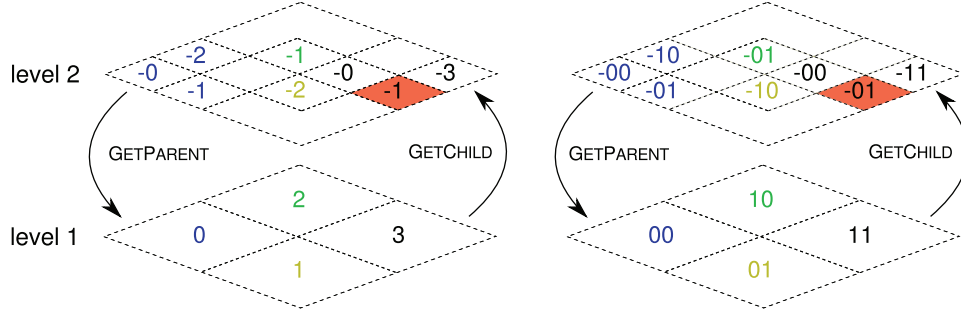 -2 -1 -10 -01
level 2 -0 -0 -3 -00 -00 -11
-1 -2 -1 -01 -10 -01
GETPARENT GETCHILD GETPARENT GETCHILD
2 10
level 1 0 3 00 11
1 01